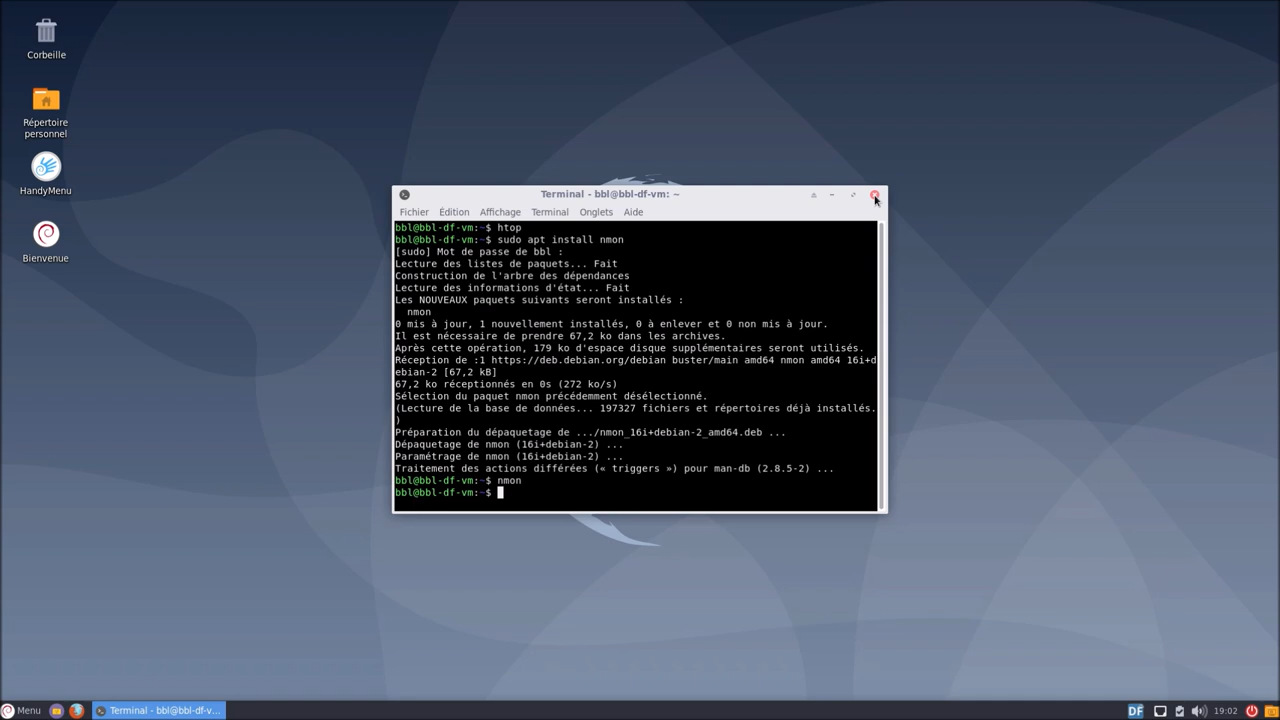 Corbeille
Répertoire
personnel
HandyMenu
Bienvenue
Terminal - bbl@bbl-df-vm: ~
Fichier Édition Affichage Terminal Onglets Aide
bbl@bbl-df-vm:~$ htop
bbl@bbl-df-vm:~$ sudo apt install nmon
[sudo] Mot de passe de bbl :
Lecture des listes de paquets... Fait
Construction de l'arbre des dépendances
Lecture des informations d'état... Fait
Les NOUVEAUX paquets suivants seront installés :
  nmon
0 mis à jour, 1 nouvellement installés, 0 à enlever et 0 non mis à jour.
Il est nécessaire de prendre 67,2 ko dans les archives.
Après cette opération, 179 ko d'espace disque supplémentaires seront utilisés.
Réception de :1 https://deb.debian.org/debian buster/main amd64 nmon amd64 16i+d
ebian-2 [67,2 kB]
67,2 ko réceptionnés en 0s (272 ko/s)
Sélection du paquet nmon précédemment désélectionné.
(Lecture de la base de données... 197327 fichiers et répertoires déjà installés.
)
Préparation du dépaquetage de .../nmon_16i+debian-2_amd64.deb ...
Dépaquetage de nmon (16i+debian-2) ...
Paramétrage de nmon (16i+debian-2) ...
Traitement des actions différées (« triggers ») pour man-db (2.8.5-2) ...
bbl@bbl-df-vm:~$ nmon
bbl@bbl-df-vm:~$
Menu Terminal - bbl@bbl-df-v... DF 19:02